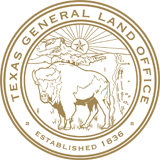 TEXAS GENERAL LAND OFFICE
ESTABLISHED 1836